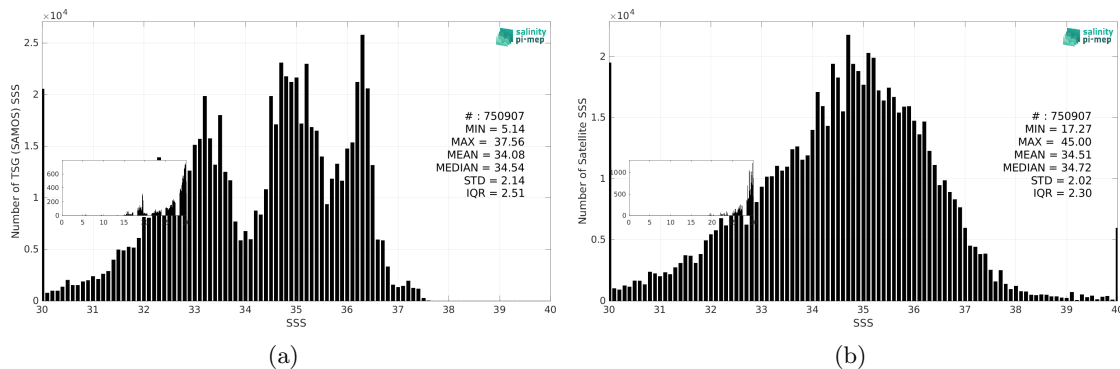 ×10⁴
salinity
pi-mep
Number of TSG (SAMOS) SSS
2.5
2
1.5
1
0.5
0
# : 750907
MIN = 5.14
MAX = 37.56
MEAN = 34.08
MEDIAN = 34.54
STD = 2.14
IQR = 2.51
600
400
200
0
0 5 10 15
30 31 32 33 34 35 36 37 38 39 40
SSS
(a)
×10⁴
salinity
pi-mep
Number of Satellite SSS
2
1.5
1
0.5
0
# : 750907
MIN = 17.27
MAX = 45.00
MEAN = 34.51
MEDIAN = 34.72
STD = 2.02
IQR = 2.30
1000
500
0
0 5 10 15 20
30 31 32 33 34 35 36 37 38 39 40
SSS
(b)